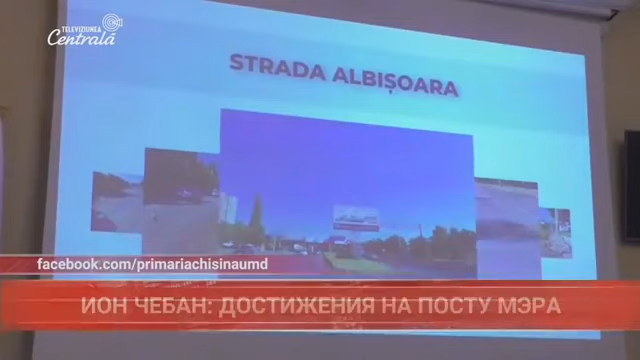 TELEVIZIUNEA
Centrală
STRADA ALBIȘOARA
facebook.com/primariachisinaumd
ИОН ЧЕБАН: ДОСТИЖЕНИЯ НА ПОСТУ МЭРА